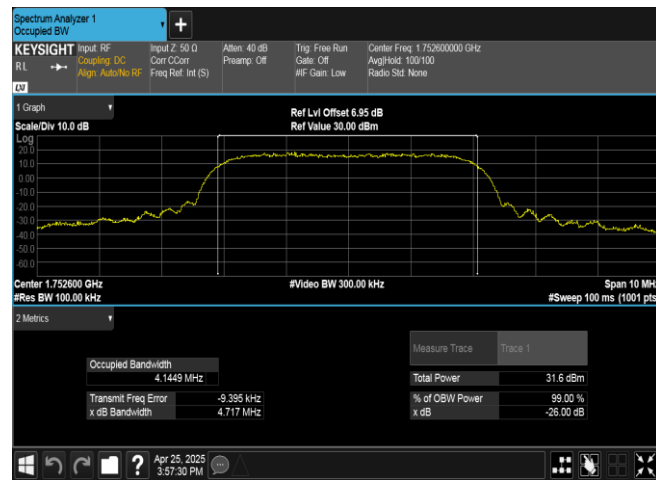 Spectrum Analyzer 1
Occupied BW
+
KEYSIGHT Input: RF Input Z: 50 Ω Atten: 40 dB Trig: Free Run Center Freq: 1.752600000 GHz
RL Coupling: DC Corr CCorr Preamp: Off Gate: Off Avg|Hold: 100/100
Align: Auto/No RF Freq Ref: Int (S) #IF Gain: Low Radio Std: None
LXI
1 Graph
Ref Lvl Offset 6.95 dB
Scale/Div 10.0 dB Ref Value 30.00 dBm
Log
20.0
10.0
0.00
-10.0
-20.0
-30.0
-40.0
-50.0
-60.0
Center 1.752600 GHz #Video BW 300.00 kHz Span 10 MHz
#Res BW 100.00 kHz #Sweep 100 ms (1001 pts
2 Metrics
Measure Trace Trace 1
Occupied Bandwidth
4.1449 MHz Total Power 31.6 dBm
Transmit Freq Error -9.395 kHz % of OBW Power 99.00 %
x dB Bandwidth 4.717 MHz x dB -26.00 dB
? Apr 25, 2025
3:57:30 PM